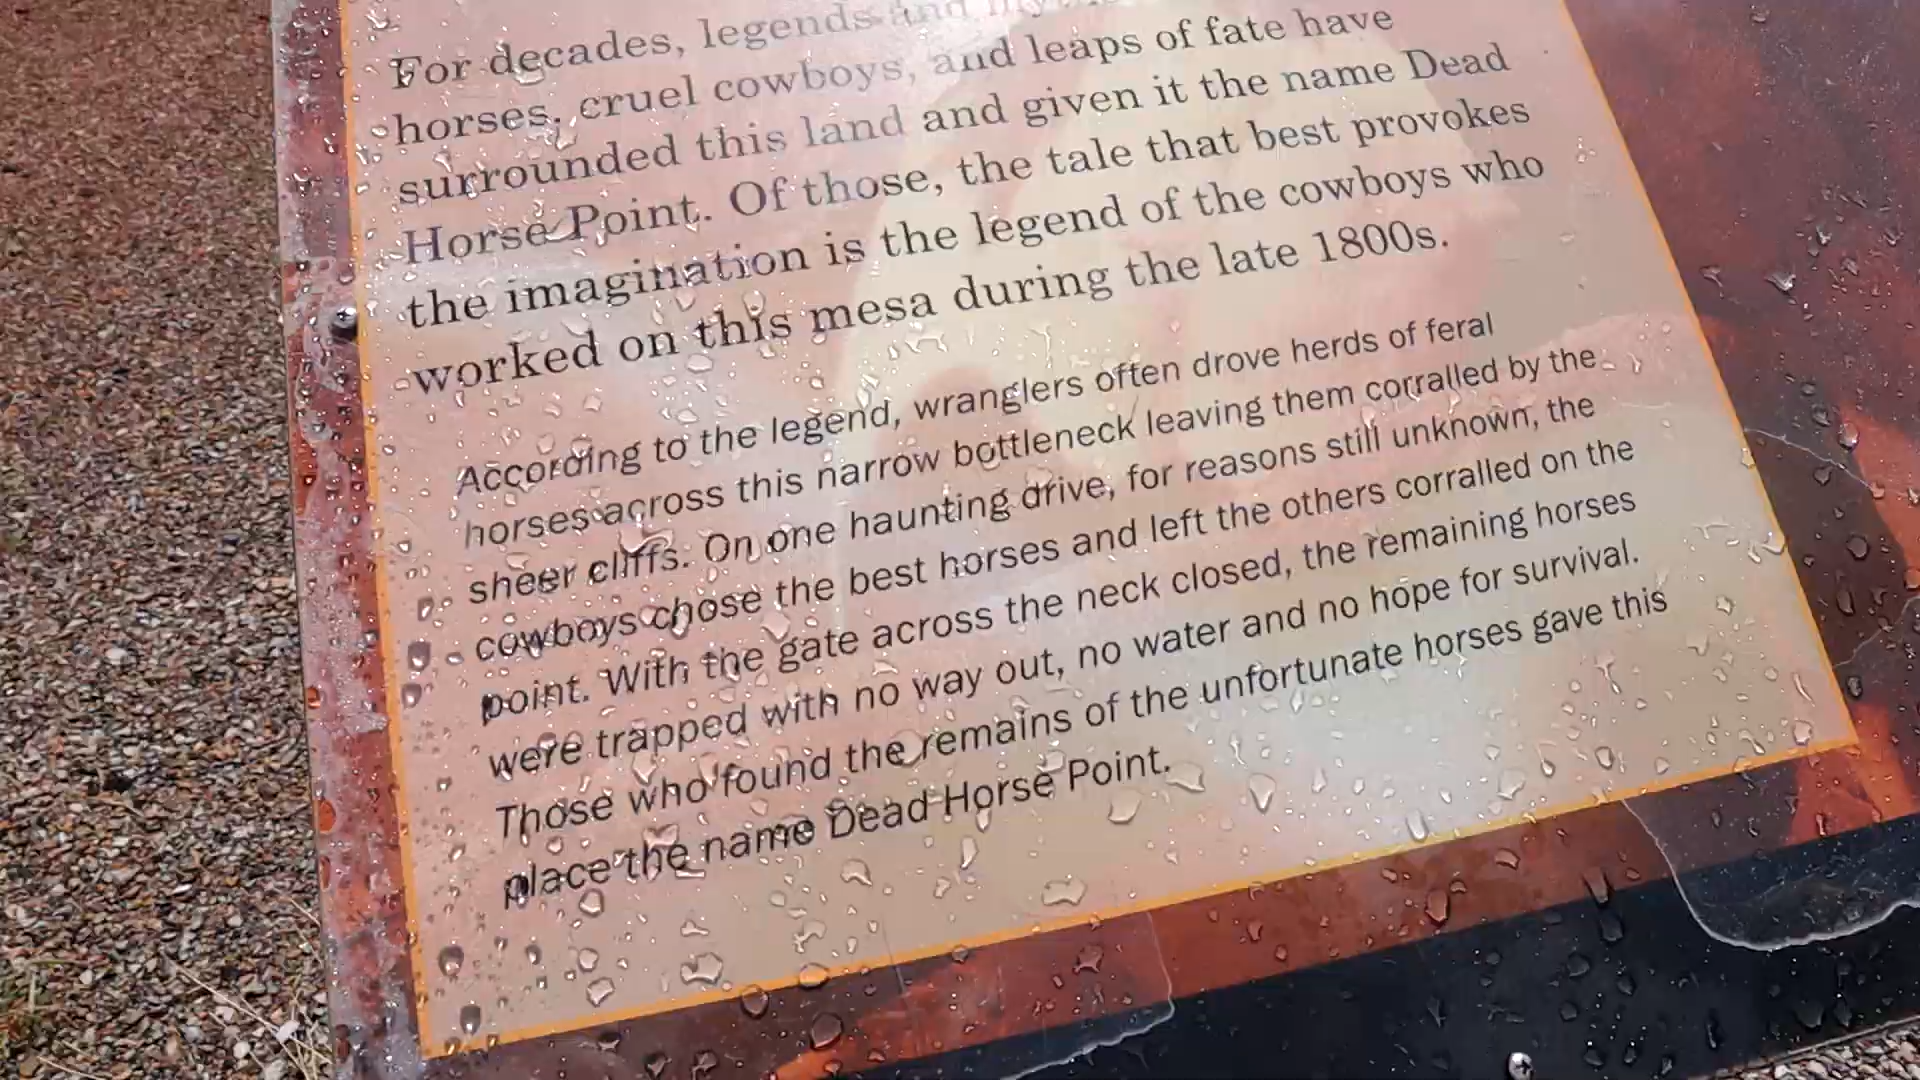 For decades, legends and
horses, cruel cowboys, and leaps of fate have
surrounded this land and given it the name Dead
Horse Point. Of those, the tale that best provokes
the imagination is the legend of the cowboys who
worked on this mesa during the late 1800s.
According to the legend, wranglers often drove herds of feral
horses across this narrow bottleneck leaving them corralled by the
sheer cliffs. On one haunting drive, for reasons still unknown, the
cowboys chose the best horses and left the others corralled on the
point. With the gate across the neck closed, the remaining horses
were trapped with no way out, no water and no hope for survival.
Those who found the remains of the unfortunate horses gave this
place the name Dead Horse Point.